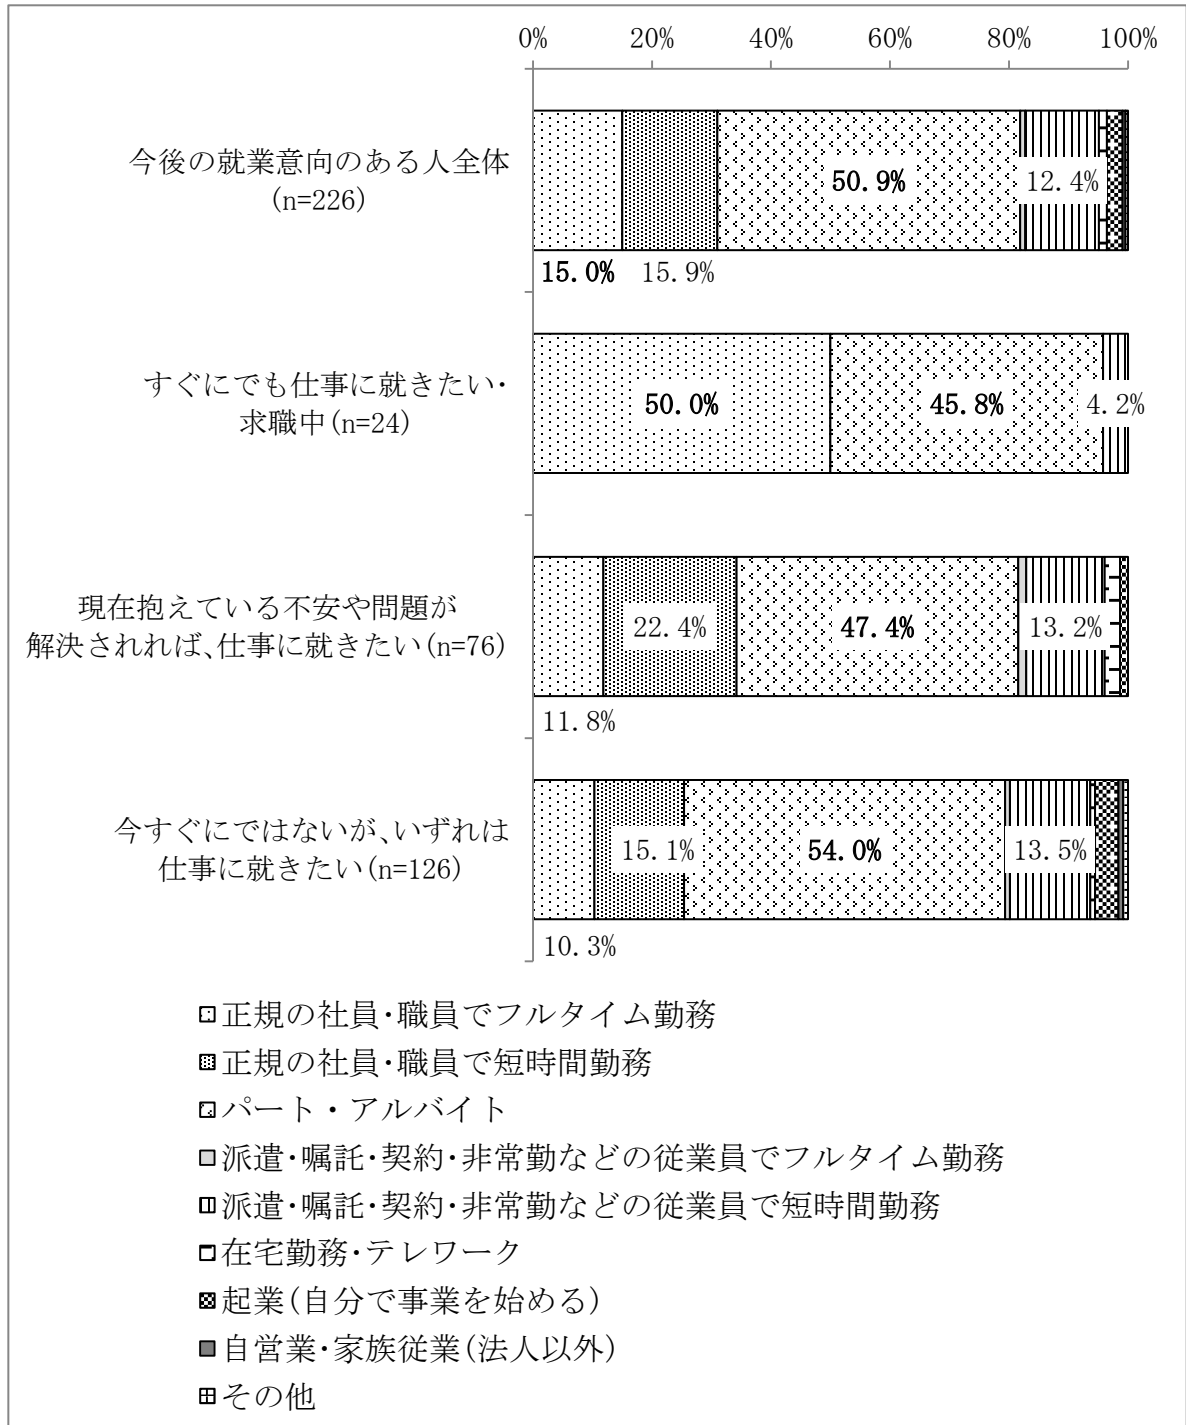 0% 20% 40% 60% 80% 100%
今後の就業意向のある人全体
(n=226)
50.9% 12.4%
15.0% 15.9%
すぐにでも仕事に就きたい・
求職中(n=24)
50.0% 45.8% 4.2%
現在抱えている不安や問題が
解決されれば、仕事に就きたい(n=76)
22.4% 47.4% 13.2%
11.8%
今すぐにではないが、いずれは
仕事に就きたい(n=126)
15.1% 54.0% 13.5%
10.3%
正規の社員・職員でフルタイム勤務
正規の社員・職員で短時間勤務
パート・アルバイト
派遣・嘱託・契約・非常勤などの従業員でフルタイム勤務
派遣・嘱託・契約・非常勤などの従業員で短時間勤務
在宅勤務・テレワーク
起業(自分で事業を始める)
自営業・家族従業(法人以外)
その他